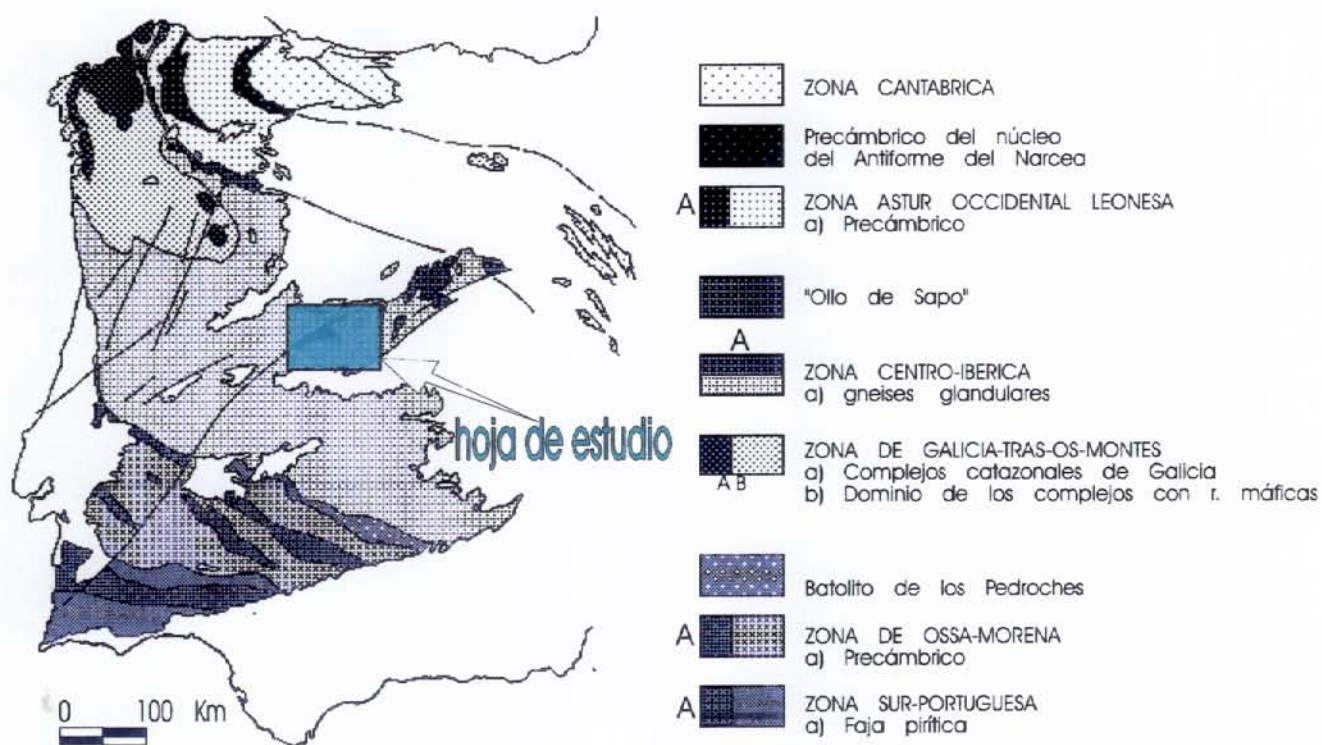 ZONA CANTABRICA
Precámbrico del núcleo
del Antiforme del Narcea
A
ZONA ASTUR OCCIDENTAL LEONESA
a) Precámbrico
"Ollo de Sapo"
A
ZONA CENTRO-IBERICA
a) gneises glandulares
hoja de estudio
ZONA DE GALICIA-TRAS-OS-MONTES
A B
a) Complejos catazonales de Galicia
b) Dominio de los complejos con r. máficas
Batolito de los Pedroches
A
ZONA DE OSSA-MORENA
a) Precámbrico
A
ZONA SUR-PORTUGUESA
a) Faja pirítica
0 100 Km